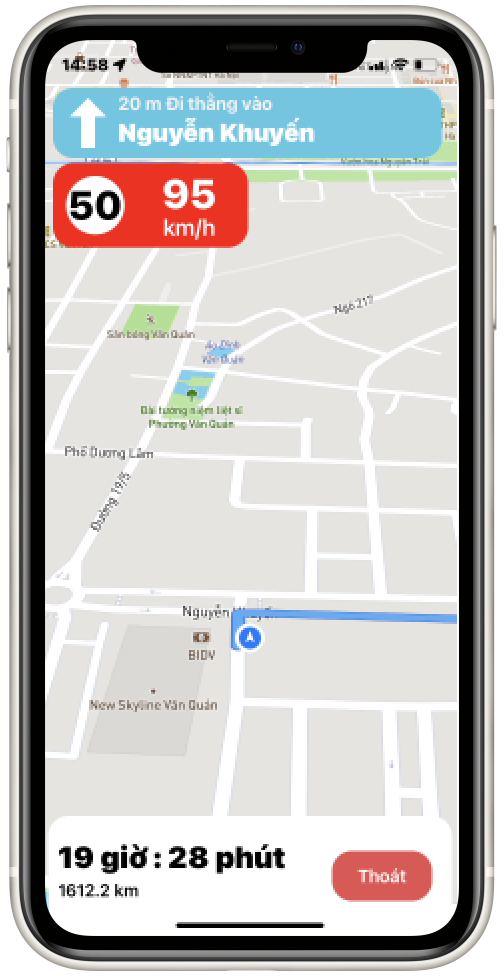 14:58
20 m Đi thẳng vào
Nguyễn Khuyến
50
95
km/h
Ngõ 217
Sân bóng Văn Quán
Ao Đình
Văn Quán
Đài tưởng niệm liệt sĩ
Phường Văn Quán
Phố Dương Lâm
Đường 19/5
Nguyễn Khuyến
BIDV
New Skyline Văn Quán
19 giờ : 28 phút
1612.2 km
Thoát